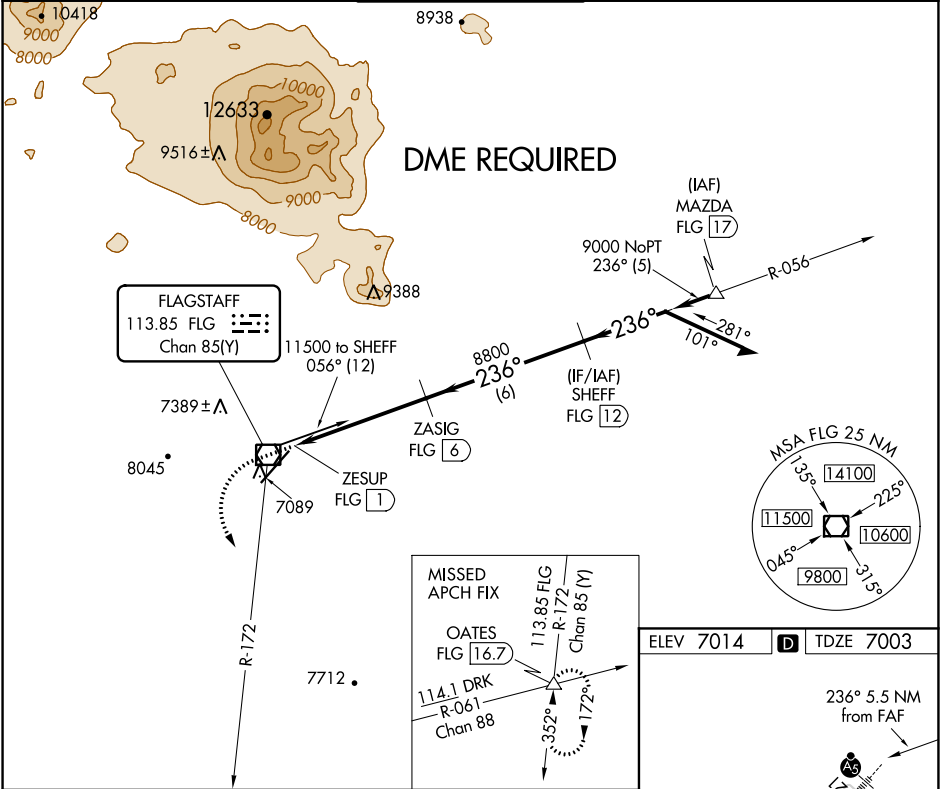 10418
9000
8000
8938
10000
12633
9516±
9000
8000
9388
DME REQUIRED
(IAF)
MAZDA
FLG 17
9000 NoPT
236° (5)
R-056
FLAGSTAFF
113.85 FLG
Chan 85(Y)
11500 to SHEFF
056° (12)
8800
236°
(6)
236°
281°
101°
(IF/IAF)
SHEFF
FLG 12
7389±
ZASIG
FLG 6
8045
ZESUP
FLG 1
7089
MSA FLG 25 NM
135°
14100
225°
11500
10600
045°
9800
315°
R-172
7712
MISSED
APCH FIX
OATES
FLG 16.7
113.85 FLG
R-172
Chan 85 (Y)
114.1 DRK
R-061
Chan 88
352°
172°
ELEV 7014 D TDZE 7003
236° 5.5 NM
from FAF
A5